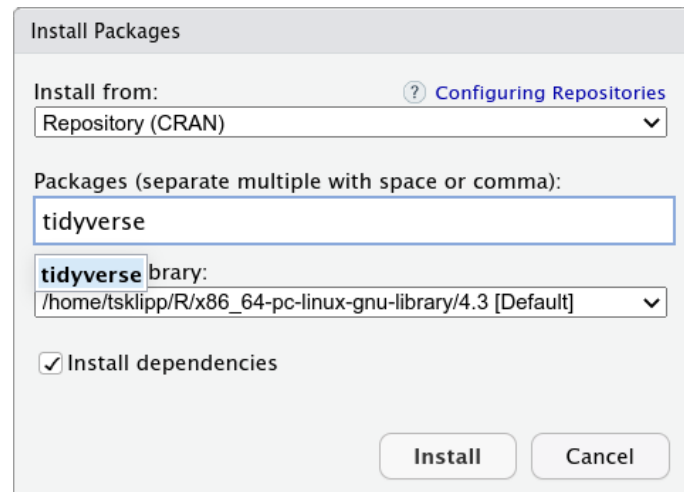 Install Packages
Install from:
? Configuring Repositories
Repository (CRAN)
Packages (separate multiple with space or comma):
tidyverse
tidyverse brary:
/home/tsklipp/R/x86_64-pc-linux-gnu-library/4.3 [Default]
Install dependencies
Install Cancel